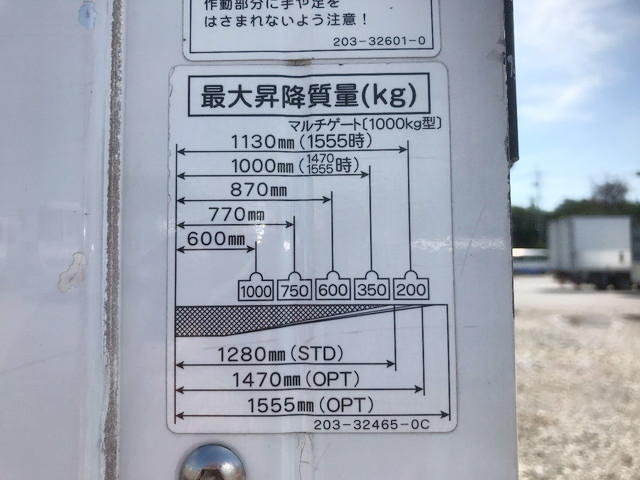 作動部分に手や足を
はさまれないよう注意！
203-32601-0
最大昇降質量(kg)
マルチゲート〔1000kg型〕
1130mm(1555時)
1000mm(1470 1555時)
870mm
770mm
600mm
1000 750 600 350 200
1280mm(STD)
1470mm(OPT)
1555mm(OPT)
203-32465-0C